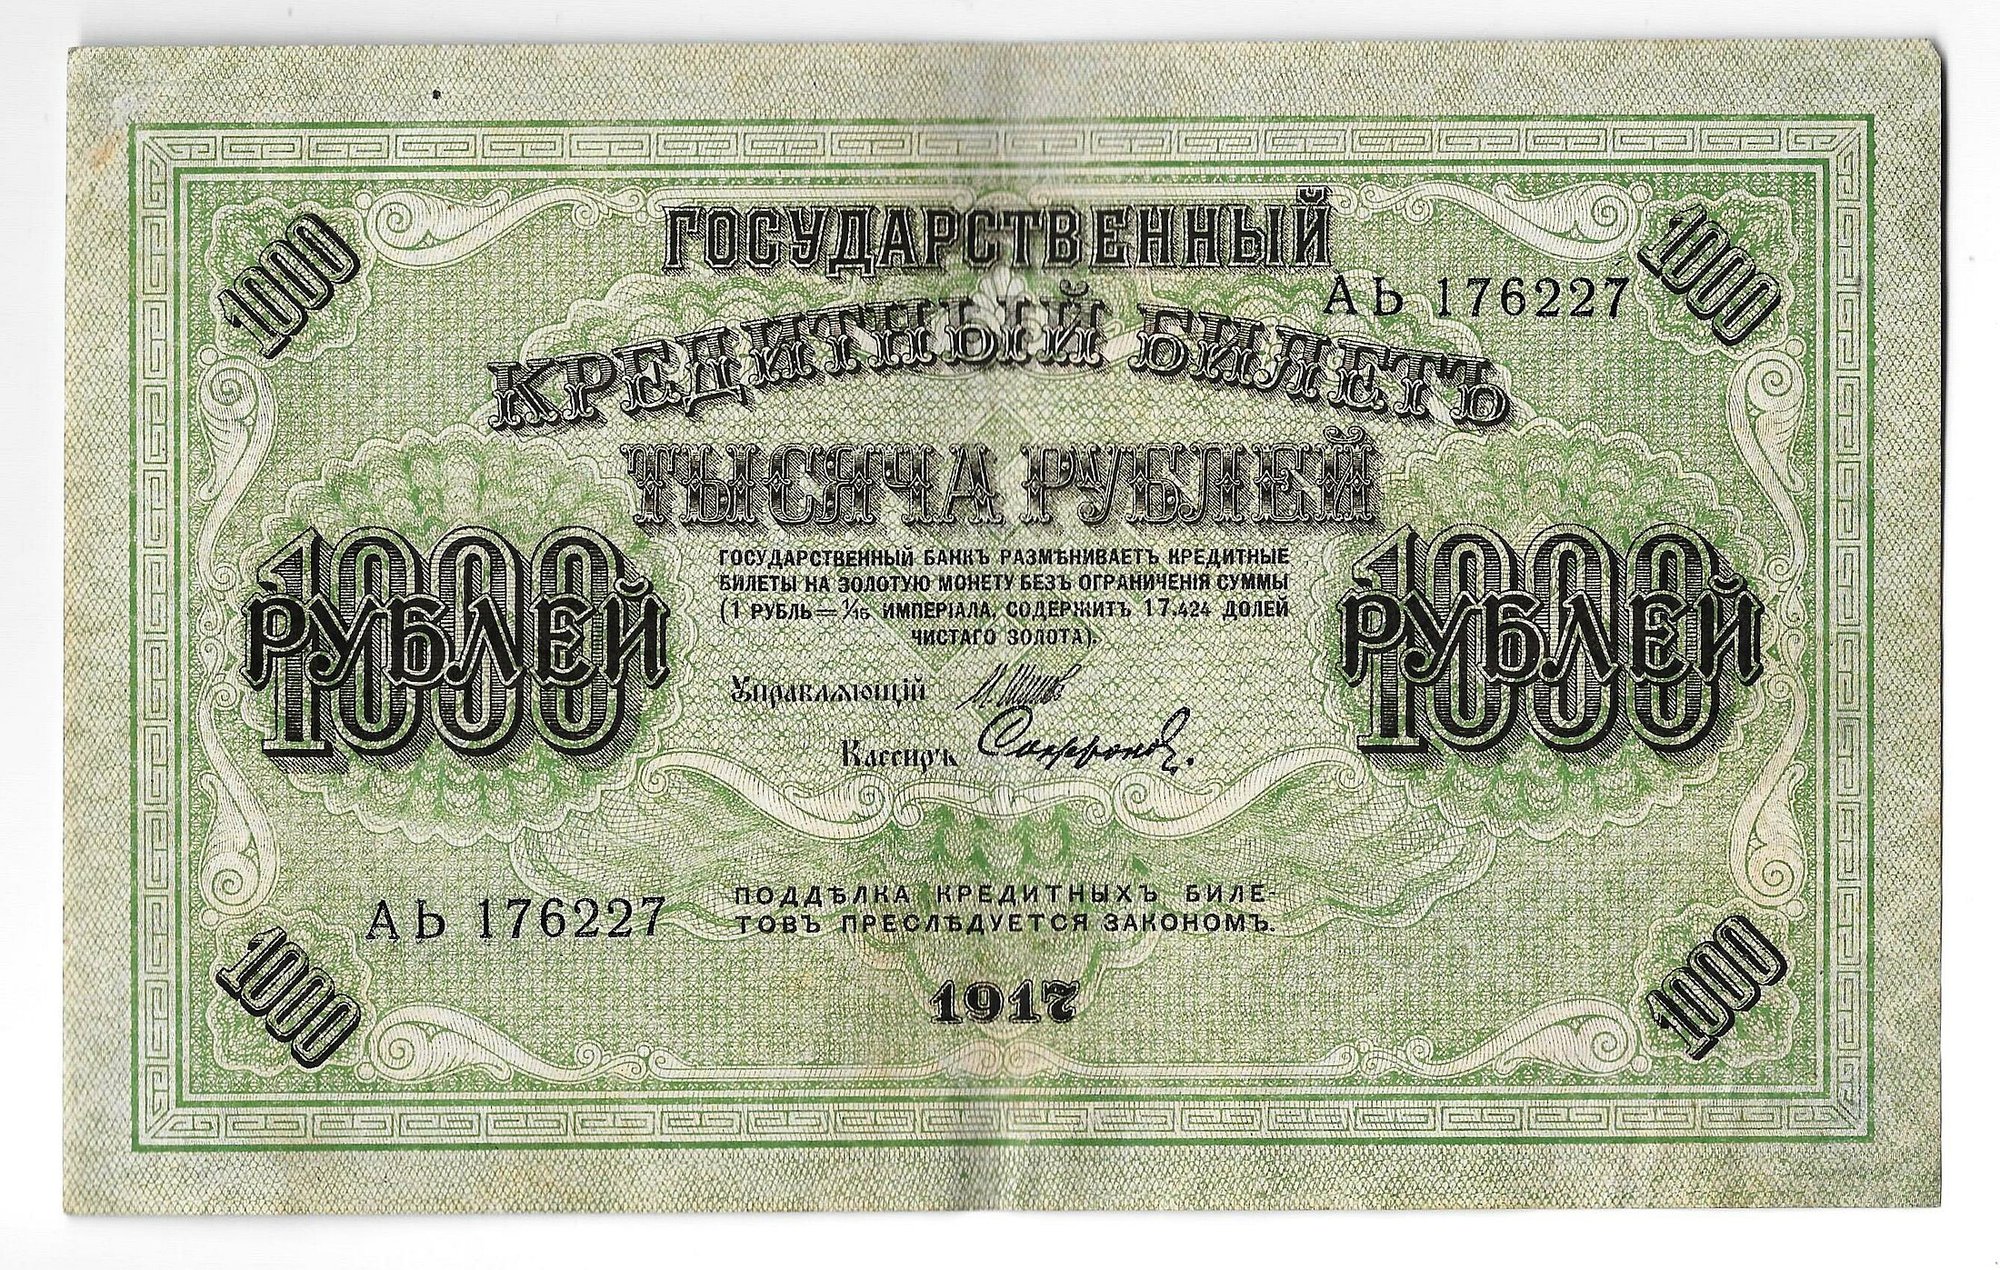 1000
1000
ГОСУДАРСТВЕННЫЙ
АЬ 176227
КРЕДИТНЫЙ БИЛЕТЪ
ТЫСЯЧА РУБЛЕЙ
1000
РУБЛЕЙ
1000
РУБЛЕЙ
ГОСУДАРСТВЕННЫЙ БАНКЪ РАЗМѢНИВАЕТЪ КРЕДИТНЫЕ
БИЛЕТЫ НА ЗОЛОТУЮ МОНЕТУ БЕЗЪ ОГРАНИЧЕНІЯ СУММЫ
(1 РУБЛЬ — 1/15 ИМПЕРІАЛА, СОДЕРЖИТЪ 17.424 ДОЛЕЙ
ЧИСТАГО ЗОЛОТА).
Управляющій И. Шипов
Кассиръ Сафронов
АЬ 176227
ПОДДѢЛКА КРЕДИТНЫХЪ БИЛЕ-
ТОВЪ ПРЕСЛѢДУЕТСЯ ЗАКОНОМЪ.
1917
1000
1000